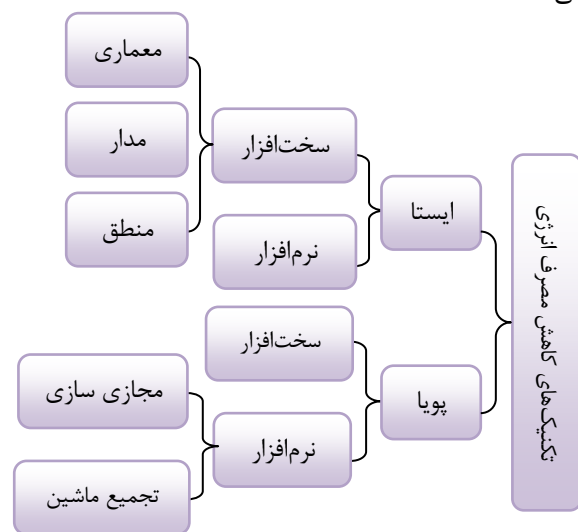 تکنیک‌های کاهش مصرف انرژی
ایستا
سخت‌افزار
معماری
مدار
منطق
نرم‌افزار
پویا
سخت‌افزار
نرم‌افزار
مجازی سازی
تجمیع ماشین